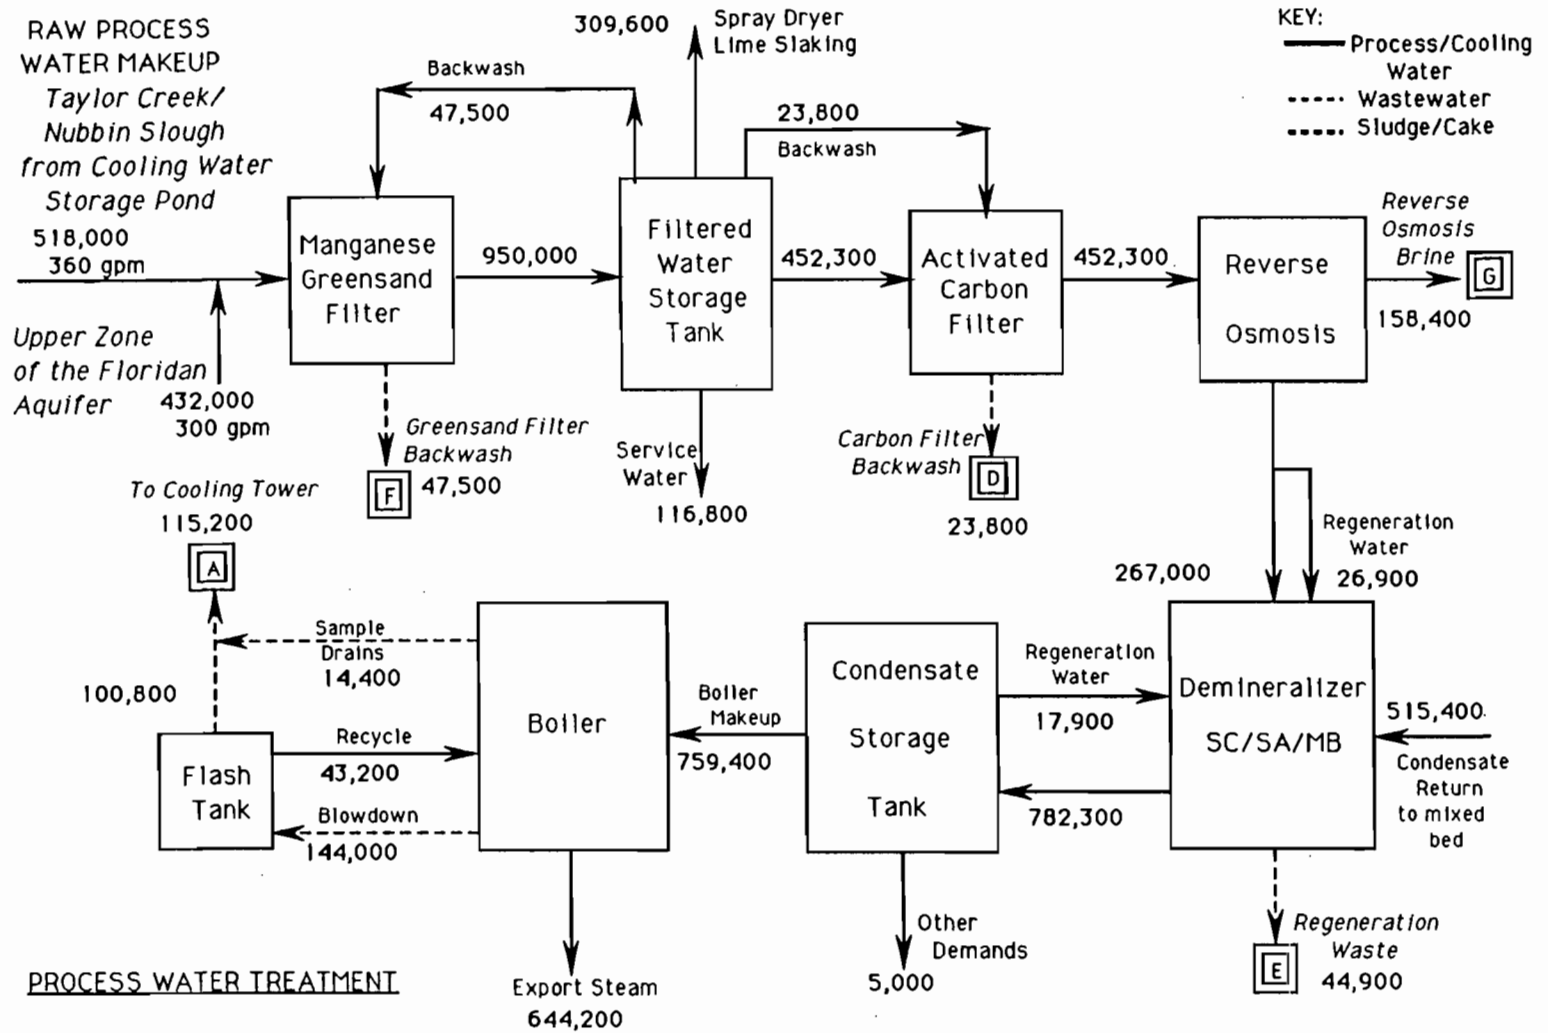 RAW PROCESS
WATER MAKEUP
Taylor Creek/
Nubbin Slough
from Cooling Water
Storage Pond
518,000
360 gpm
Upper Zone
of the Floridan
Aquifer
432,000
300 gpm
Backwash
47,500
309,600
Spray Dryer
Lime Slaking
23,800
Backwash
KEY:
Process/Cooling
Water
Wastewater
Sludge/Cake
Manganese
Greensand
Filter
950,000
Filtered
Water
Storage
Tank
452,300
Activated
Carbon
Filter
452,300
Reverse
Osmosis
Reverse
Osmosis
Brine
G
158,400
Greensand Filter
Backwash
F
47,500
Service
Water
116,800
Carbon Filter
Backwash
D
23,800
Regeneration
Water
26,900
267,000
To Cooling Tower
115,200
A
Sample
Drains
14,400
100,800
Flash
Tank
Recycle
43,200
Blowdown
144,000
Boiler
Boiler
Makeup
759,400
Condensate
Storage
Tank
Regeneration
Water
17,900
782,300
Demineralizer
SC/SA/MB
515,400
Condensate
Return
to mixed
bed
Export Steam
644,200
Other
Demands
5,000
Regeneration
Waste
E
44,900
PROCESS WATER TREATMENT